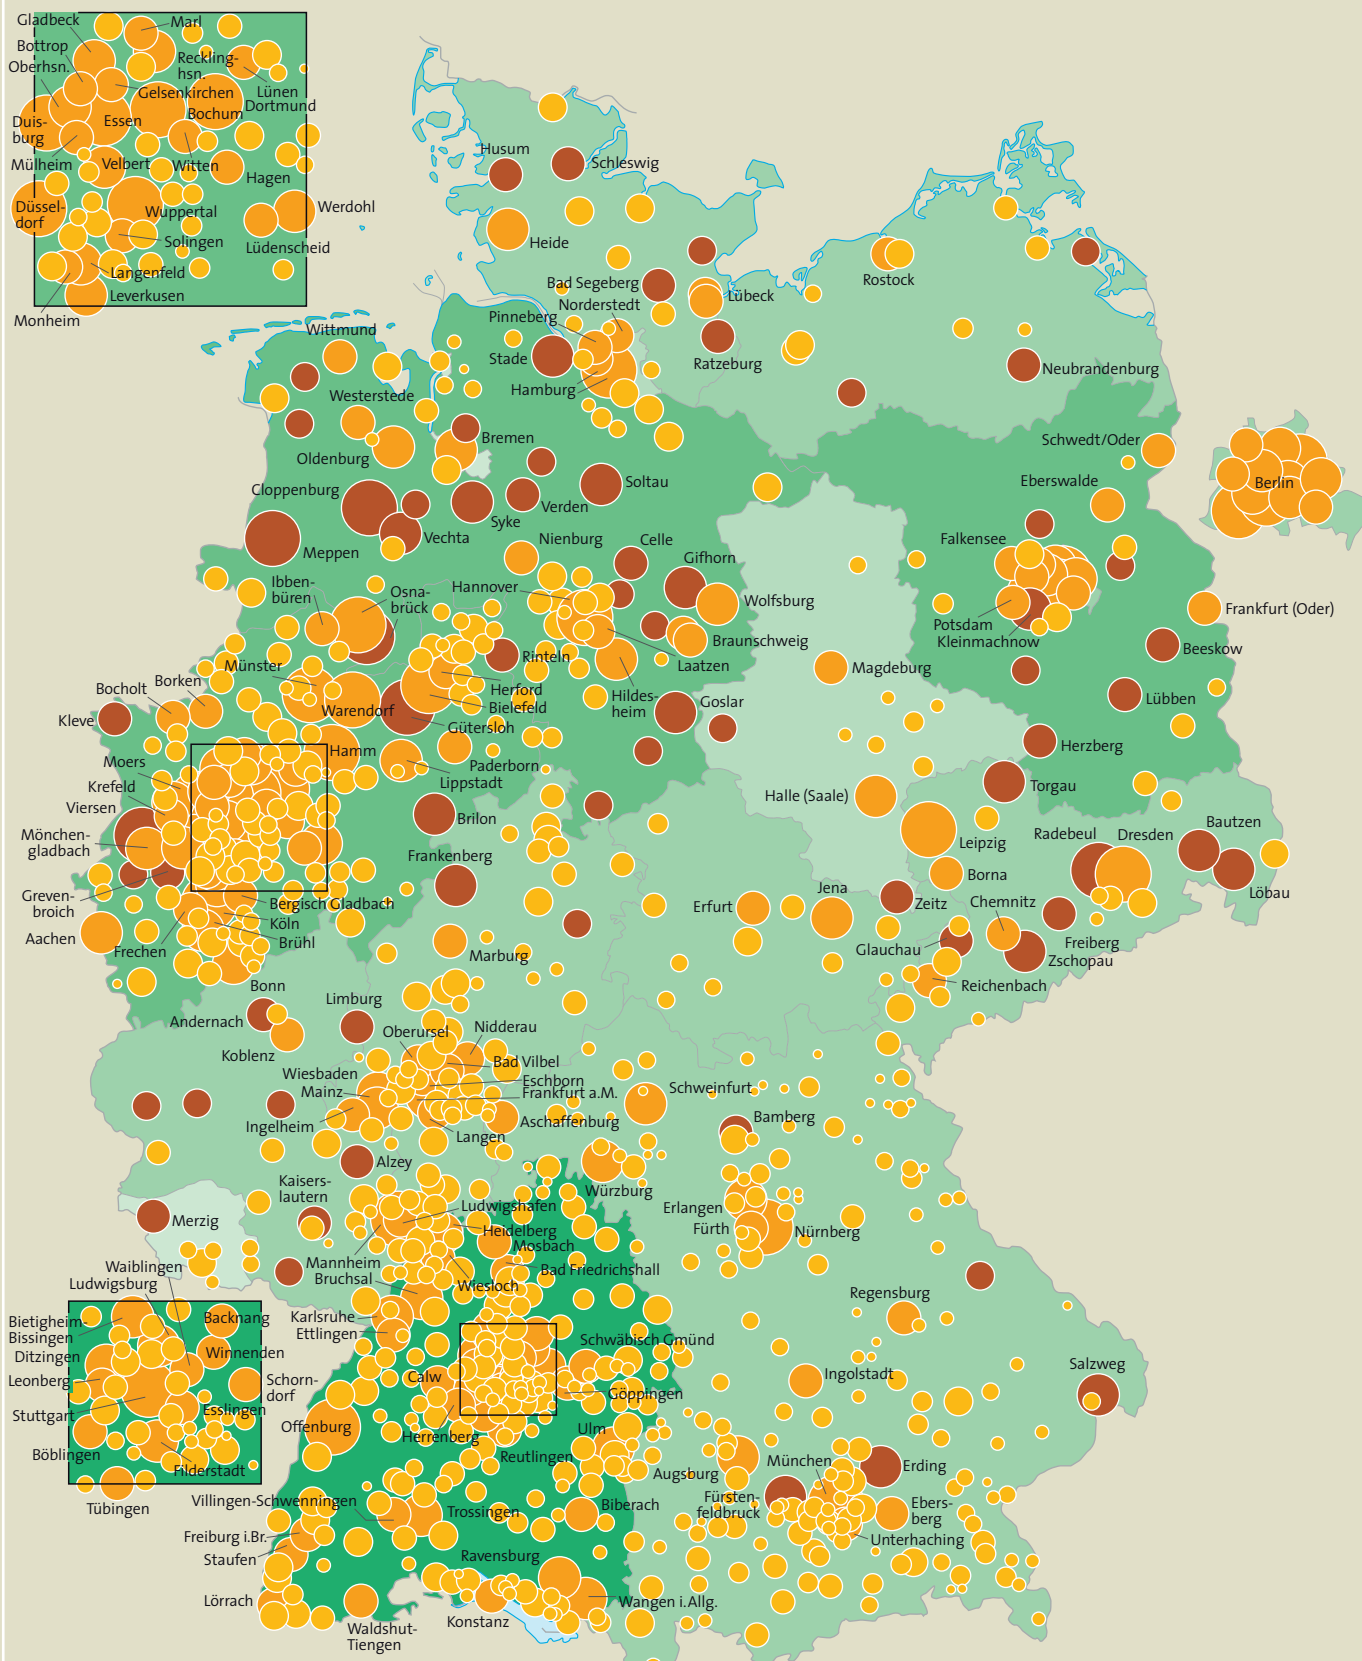 Gladbeck
Marl
Bottrop
Oberhsn.
Reckling-
hsn.
Gelsenkirchen
Lünen
Dortmund
Duis-
burg
Essen
Bochum
Mülheim
Velbert
Witten
Hagen
Düssel-
dorf
Wuppertal
Werdohl
Solingen
Lüdenscheid
Langenfeld
Leverkusen
Monheim
Husum
Schleswig
Heide
Bad Segeberg
Norderstedt
Lübeck
Rostock
Pinneberg
Stade
Hamburg
Ratzeburg
Neubrandenburg
Wittmund
Westerstede
Oldenburg
Bremen
Cloppenburg
Soltau
Schwedt/Oder
Eberswalde
Berlin
Verden
Syke
Meppen
Vechta
Nienburg
Celle
Gifhorn
Falkensee
Ibben-
büren
Osna-
brück
Hannover
Wolfsburg
Braunschweig
Laatzen
Potsdam
Kleinmachnow
Frankfurt (Oder)
Beeskow
Münster
Rinteln
Magdeburg
Borken
Bocholt
Kleve
Warendorf
Herford
Bielefeld
Gütersloh
Hildes-
heim
Goslar
Lübben
Hamm
Herzberg
Moers
Krefeld
Viersen
Paderborn
Lippstadt
Torgau
Halle (Saale)
Mönchen-
gladbach
Brilon
Leipzig
Radebeul
Dresden
Bautzen
Löbau
Greven-
broich
Frankenberg
Borna
Bergisch Gladbach
Köln
Brühl
Aachen
Frechen
Jena
Erfurt
Zeitz
Chemnitz
Marburg
Glauchau
Freiberg
Zschopau
Reichenbach
Bonn
Andernach
Limburg
Koblenz
Oberursel
Nidderau
Bad Vilbel
Wiesbaden
Eschborn
Mainz
Frankfurt a.M.
Ingelheim
Langen
Aschaffenburg
Schweinfurt
Bamberg
Alzey
Kaisers-
lautern
Würzburg
Erlangen
Fürth
Nürnberg
Merzig
Ludwigshafen
Heidelberg
Mosbach
Mannheim
Bruchsal
Wiesloch
Bad Friedrichshall
Waiblingen
Ludwigsburg
Regensburg
Bietigheim-
Bissingen
Backnang
Ditzingen
Winnenden
Leonberg
Schorn-
dorf
Stuttgart
Esslingen
Böblingen
Filderstadt
Tübingen
Karlsruhe
Ettlingen
Schwäbisch Gmünd
Calw
Göppingen
Ingolstadt
Salzweg
Offenburg
Herrenberg
Ulm
Reutlingen
Augsburg
München
Erding
Villingen-Schwenningen
Trossingen
Biberach
Fürsten-
feldbruck
Ebers-
berg
Unterhaching
Freiburg i.Br.
Staufen
Ravensburg
Lörrach
Waldshut-
Tiengen
Konstanz
Wangen i.Allg.